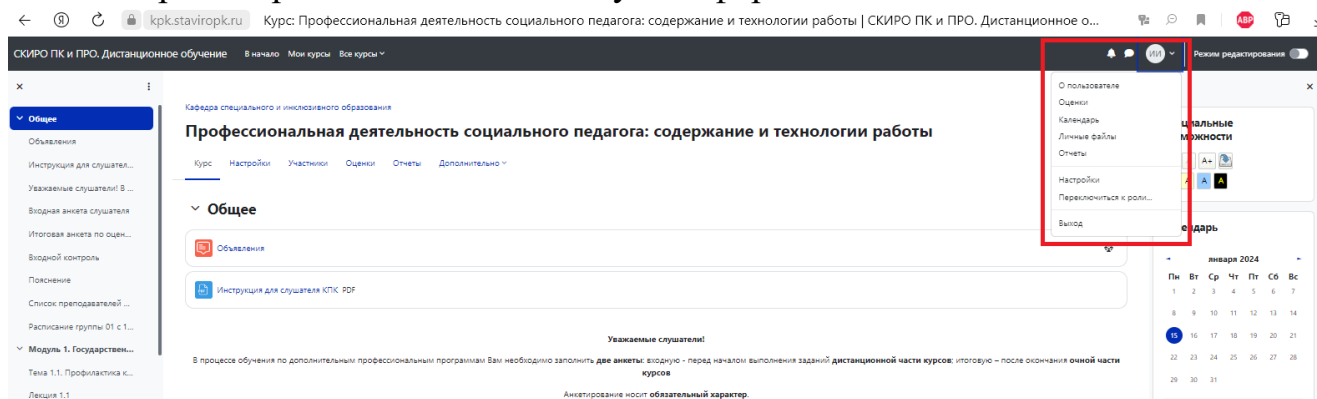 kpk.staviropk.ru Курс: Профессиональная деятельность социального педагога: содержание и технологии работы | СКИРО ПК и ПРО. Дистанционное о...
ABP
СКИРО ПК и ПРО. Дистанционное обучение В начало Мои курсы Все курсы
ИИ Режим редактирования
Общее
Объявления
Инструкция для слушател...
Уважаемые слушатели! В ...
Входная анкета слушателя
Итоговая анкета по оцен...
Входной контроль
Пояснение
Список преподавателей ...
Расписание группы 01 с 1...
Модуль 1. Государствен...
Тема 1.1. Профилактика к...
Лекция 1.1
Кафедра специального и инклюзивного образования
Профессиональная деятельность социального педагога: содержание и технологии работы
Курс Настройки Участники Оценки Отчеты Дополнительно
Общее
Объявления
Инструкция для слушателя КПК PDF
Уважаемые слушатели!
В процессе обучения по дополнительным профессиональным программам Вам необходимо заполнить две анкеты: входную - перед началом выполнения заданий дистанционной части курсов; итоговую – после окончания очной части
курсов
Анкетирование носит обязательный характер.
О пользователе
Оценки
Календарь
Личные файлы
Отчеты
Настройки
Переключиться к роли...
Выход
A+
A A
января 2024
Пн Вт Ср Чт Пт Сб Вс
1 2 3 4 5 6 7
8 9 10 11 12 13 14
15 16 17 18 19 20 21
22 23 24 25 26 27 28
29 30 31